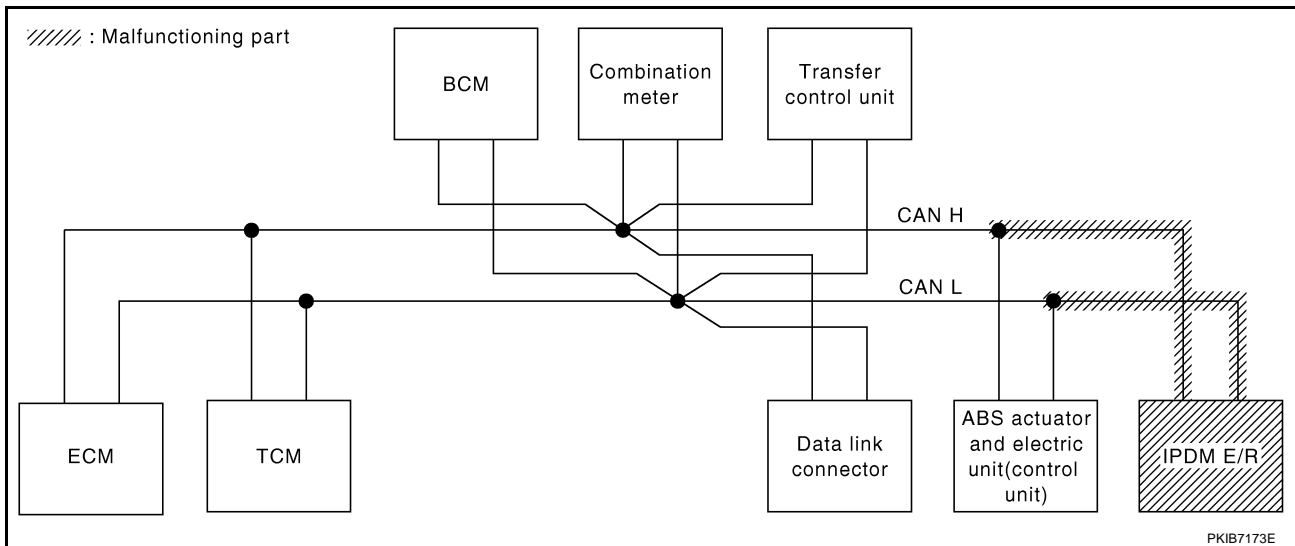 : Malfunctioning part
BCM
Combination
meter
Transfer
control unit
CAN H
CAN L
ECM
TCM
Data link
connector
ABS actuator
and electric
unit(control
unit)
IPDM E/R
PKIB7173E